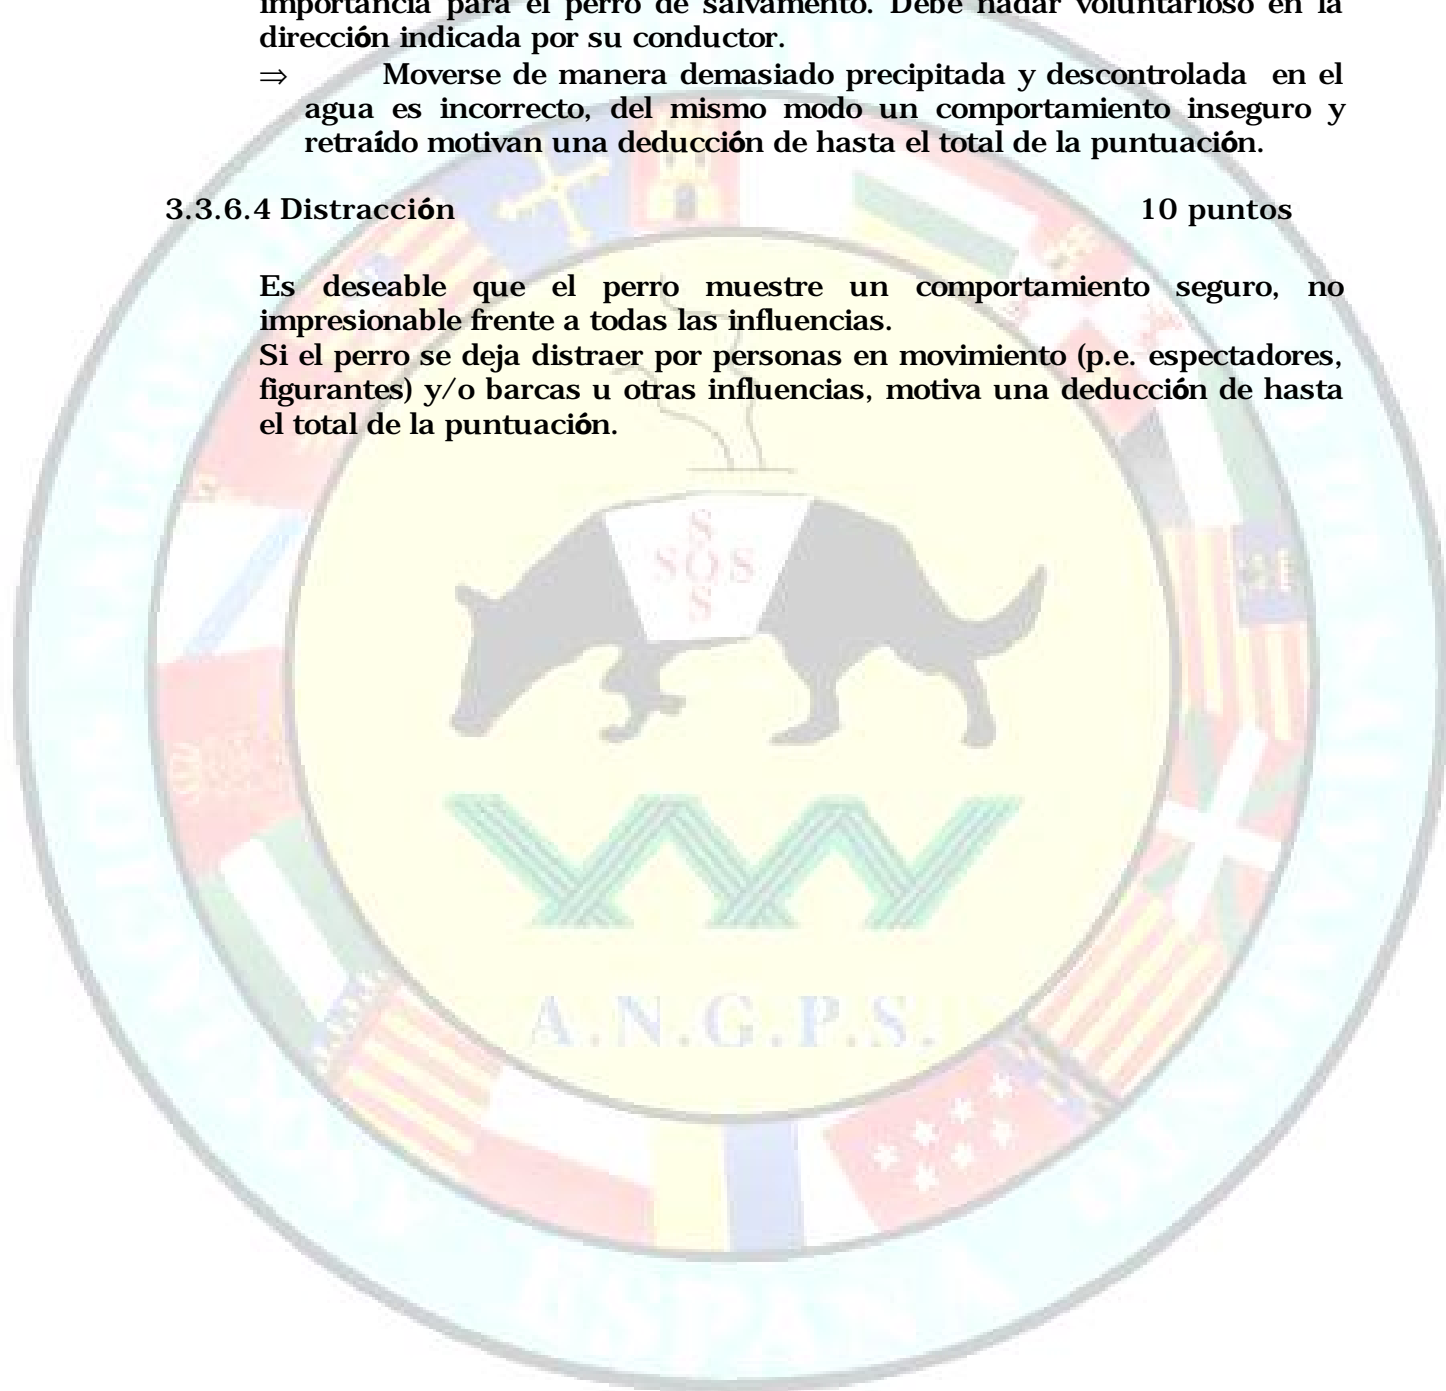 importancia para el perro de salvamento. Debe nadar voluntarioso en la
dirección indicada por su conductor.
⇒ Moverse de manera demasiado precipitada y descontrolada en el
agua es incorrecto, del mismo modo un comportamiento inseguro y
retraído motivan una deducción de hasta el total de la puntuación.
3.3.6.4 Distracción 10 puntos
Es deseable que el perro muestre un comportamiento seguro, no
impresionable frente a todas las influencias.
Si el perro se deja distraer por personas en movimiento (p.e. espectadores,
figurantes) y/o barcas u otras influencias, motiva una deducción de hasta
el total de la puntuación.
S
SOS
S
A.N.G.P.S.
ESPAÑA